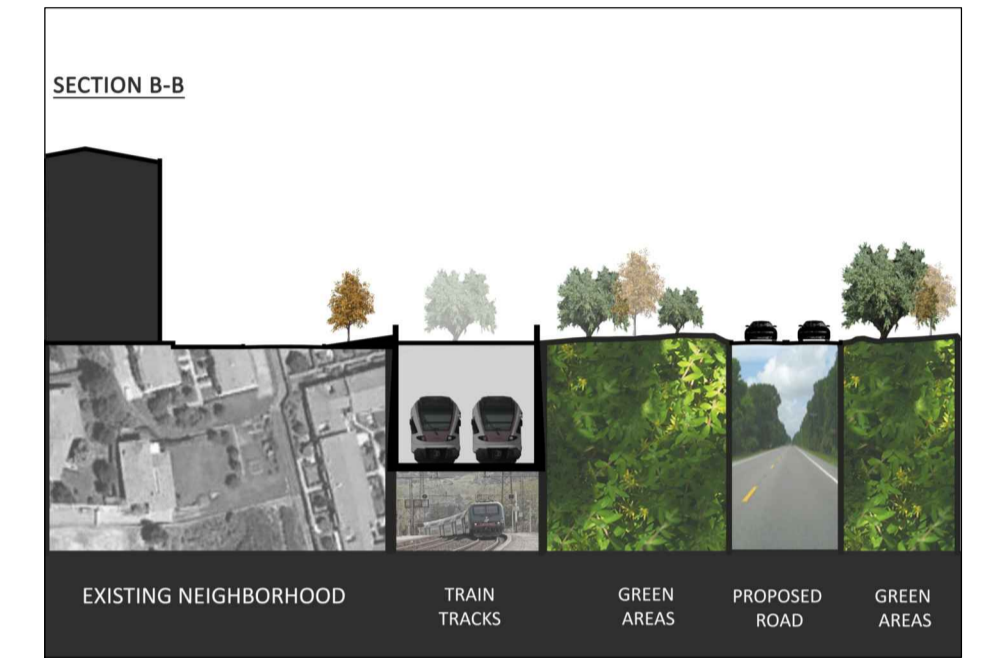 SECTION B-B
EXISTING NEIGHBORHOOD
TRAIN
TRACKS
GREEN
AREAS
PROPOSED
ROAD
GREEN
AREAS